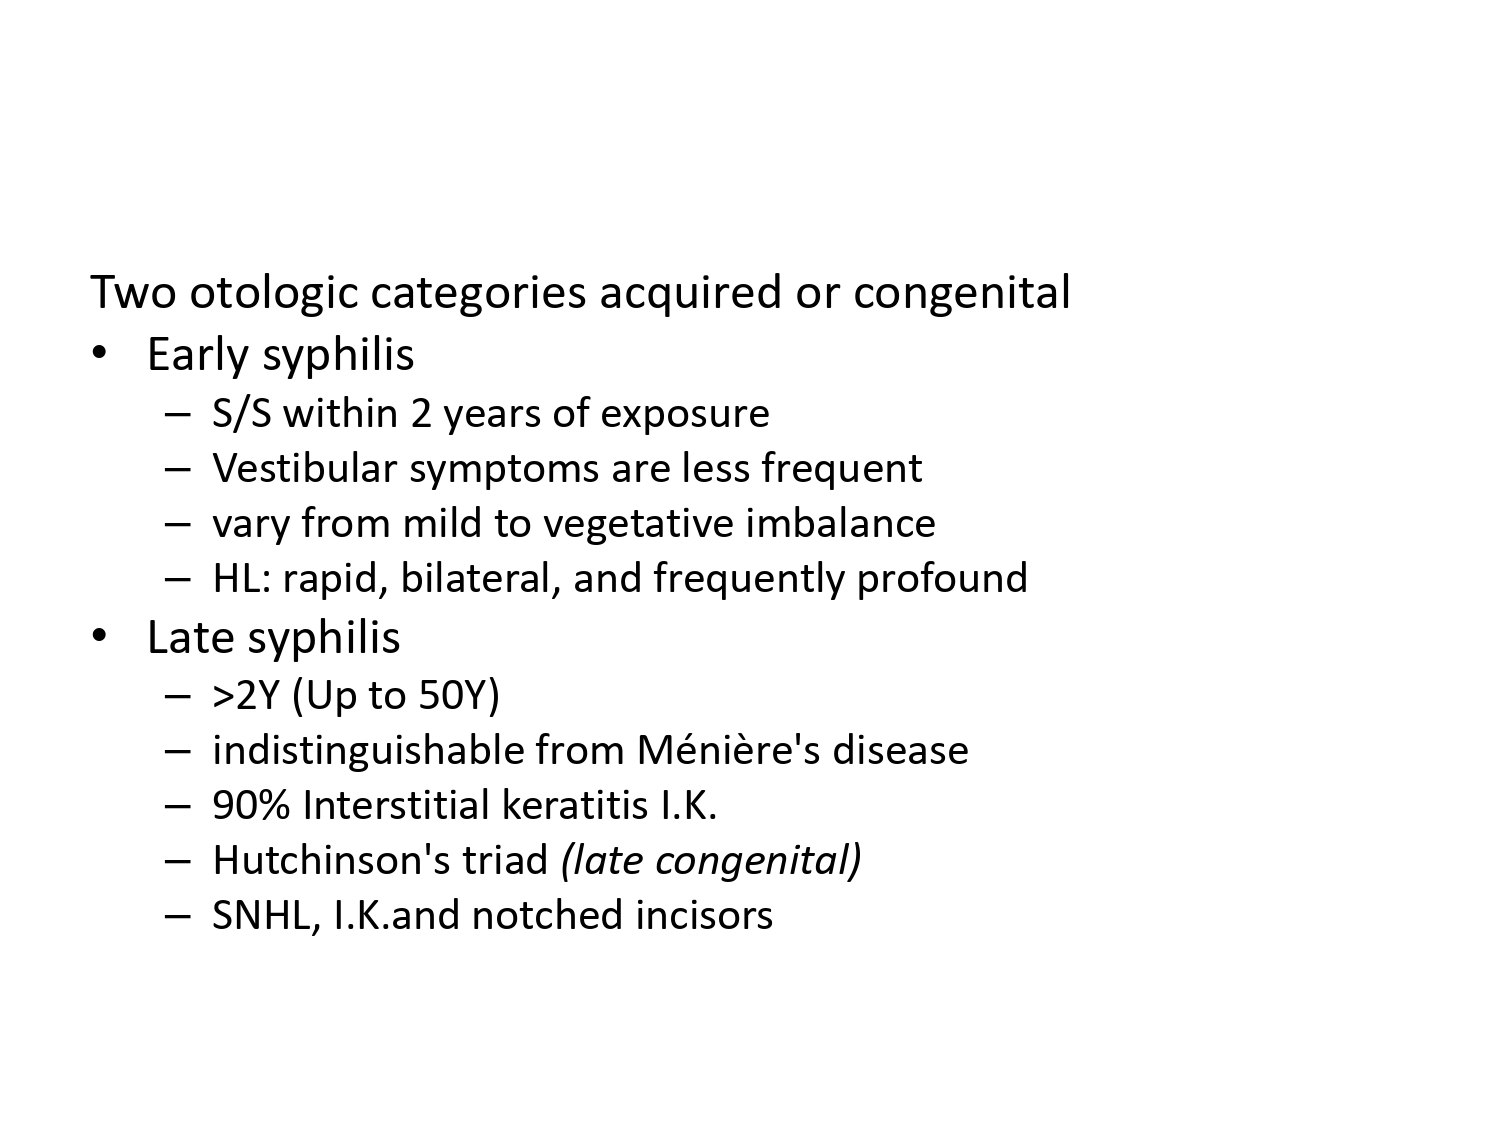 Two otologic categories acquired or congenital
• Early syphilis
– S/S within 2 years of exposure
– Vestibular symptoms are less frequent
– vary from mild to vegetative imbalance
– HL: rapid, bilateral, and frequently profound
• Late syphilis
– >2Y (Up to 50Y)
– indistinguishable from Ménière's disease
– 90% Interstitial keratitis I.K.
– Hutchinson's triad (late congenital)
– SNHL, I.K.and notched incisors